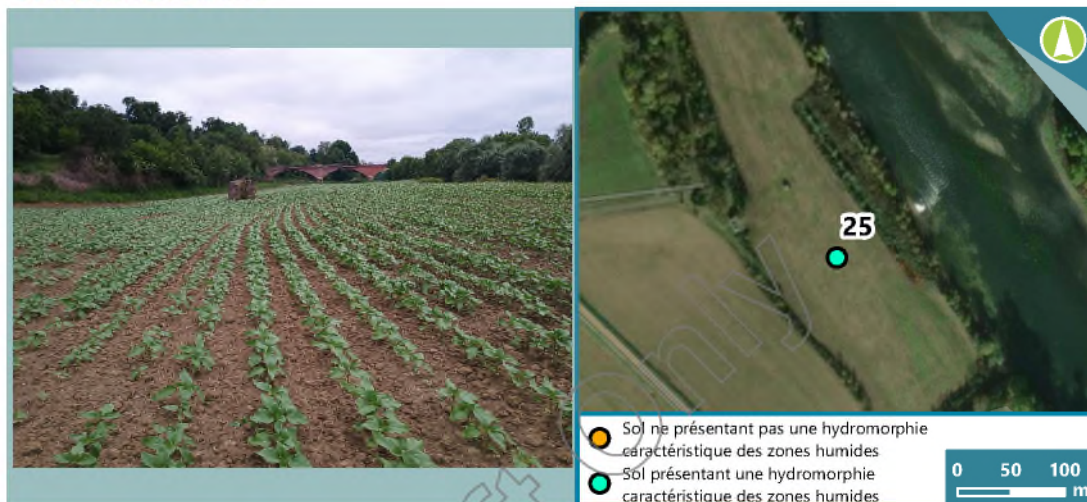 25
Sol ne présentant pas une hydromorphie
caractéristique des zones humides
Sol présentant une hydromorphie
caractéristique des zones humides
0 50 100
m
only